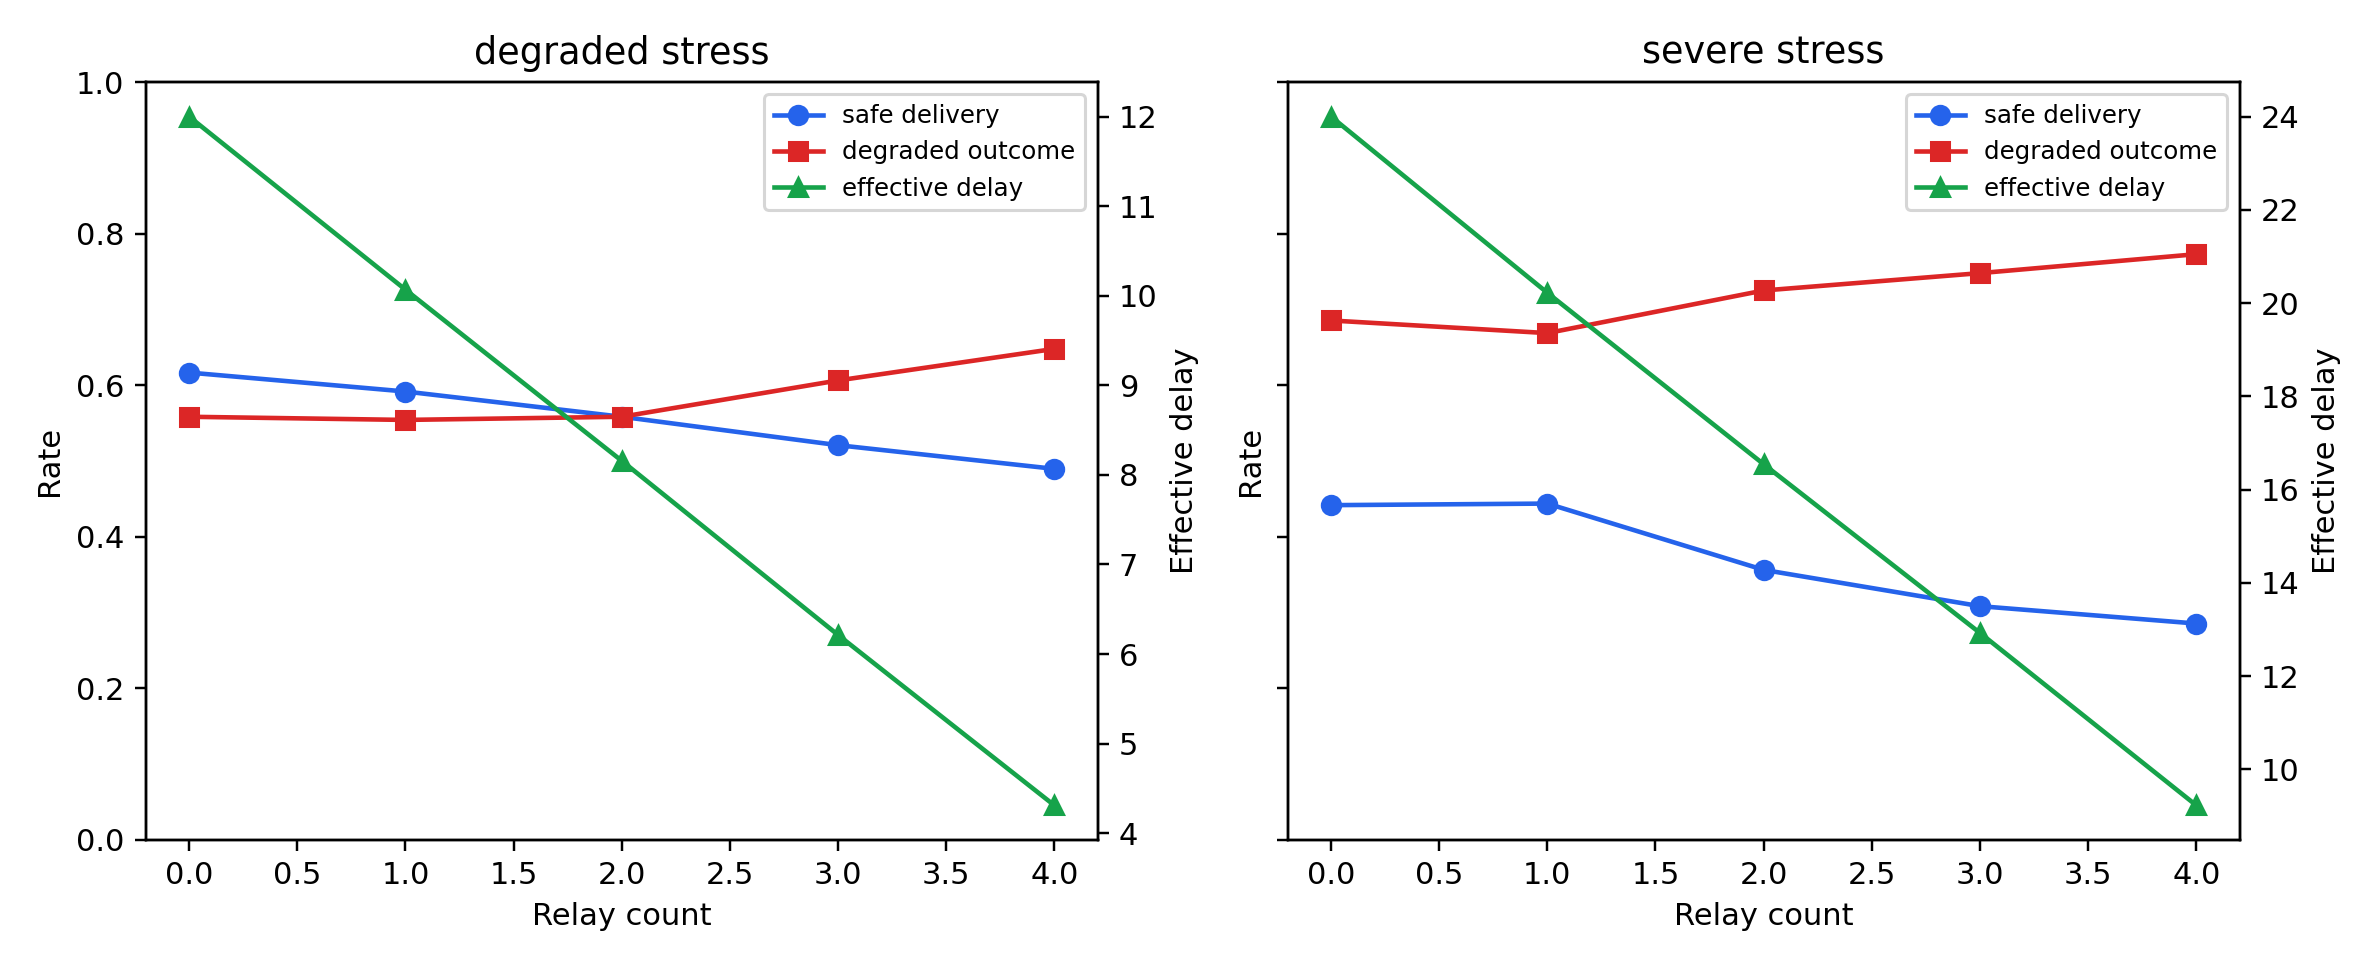 degraded stress
safe delivery
degraded outcome
effective delay
1.0
0.8
0.6
0.4
0.2
0.0
Rate
12
11
10
9
8
7
6
5
4
Effective delay
0.0 0.5 1.0 1.5 2.0 2.5 3.0 3.5 4.0
Relay count
severe stress
safe delivery
degraded outcome
effective delay
Rate
24
22
20
18
16
14
12
10
Effective delay
0.0 0.5 1.0 1.5 2.0 2.5 3.0 3.5 4.0
Relay count